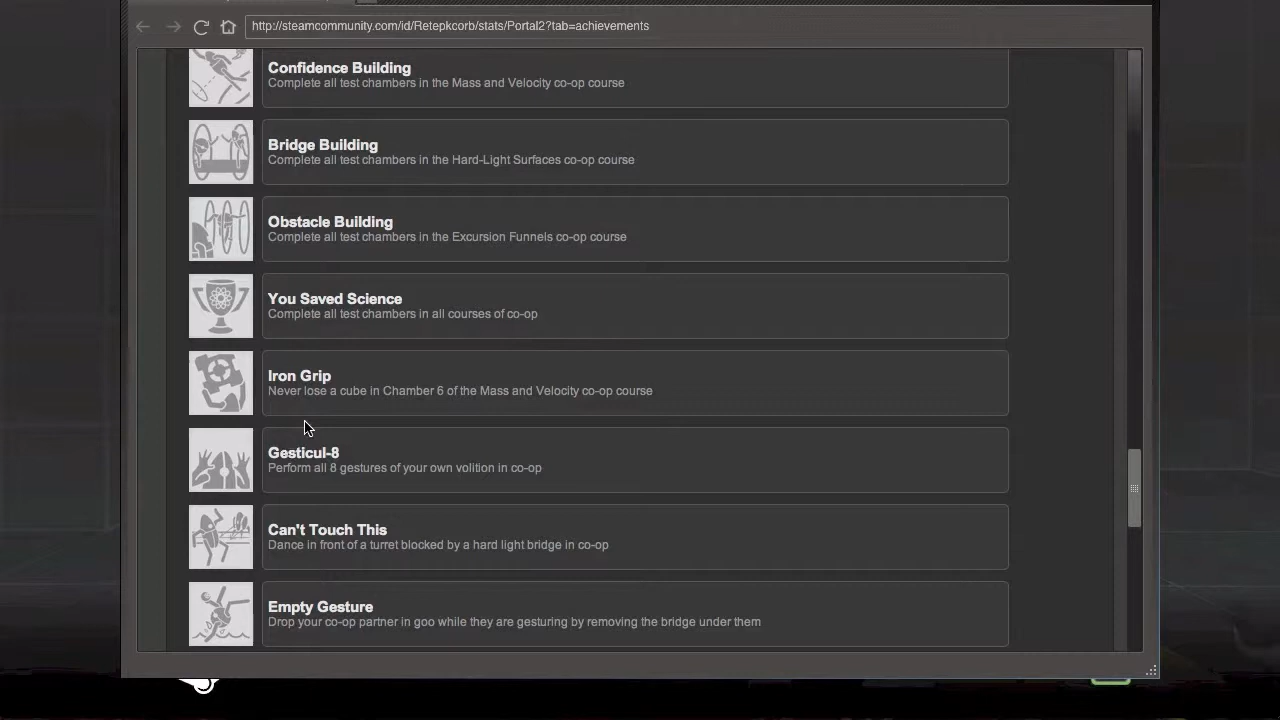 http://steamcommunity.com/id/Retepkcorb/stats/Portal2?tab=achievements
Confidence Building
Complete all test chambers in the Mass and Velocity co-op course
Bridge Building
Complete all test chambers in the Hard-Light Surfaces co-op course
Obstacle Building
Complete all test chambers in the Excursion Funnels co-op course
You Saved Science
Complete all test chambers in all courses of co-op
Iron Grip
Never lose a cube in Chamber 6 of the Mass and Velocity co-op course
Gesticul-8
Perform all 8 gestures of your own volition in co-op
Can't Touch This
Dance in front of a turret blocked by a hard light bridge in co-op
Empty Gesture
Drop your co-op partner in goo while they are gesturing by removing the bridge under them